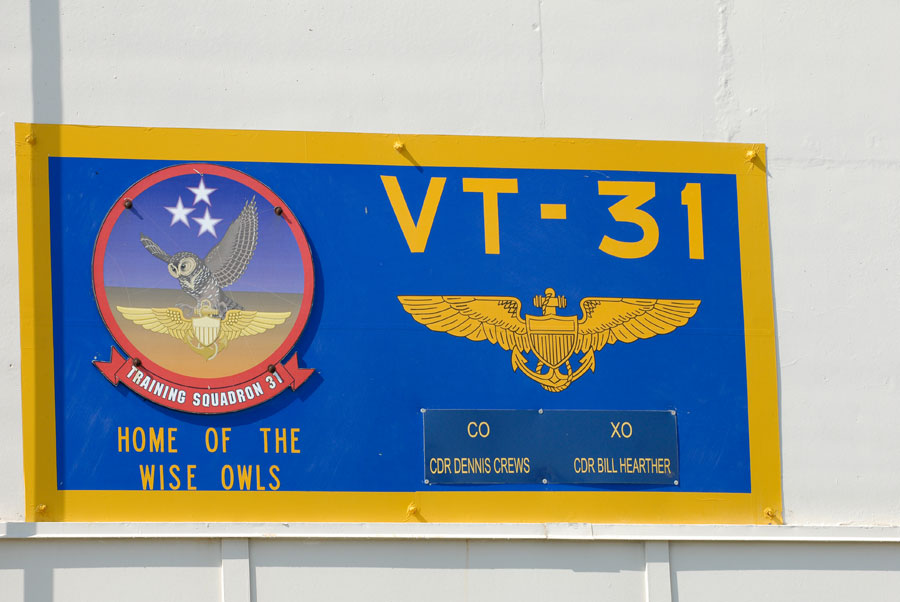 VT-31
TRAINING SQUADRON 31
HOME OF THE
WISE OWLS
CO
CDR DENNIS CREWS
XO
CDR BILL HEARTHER